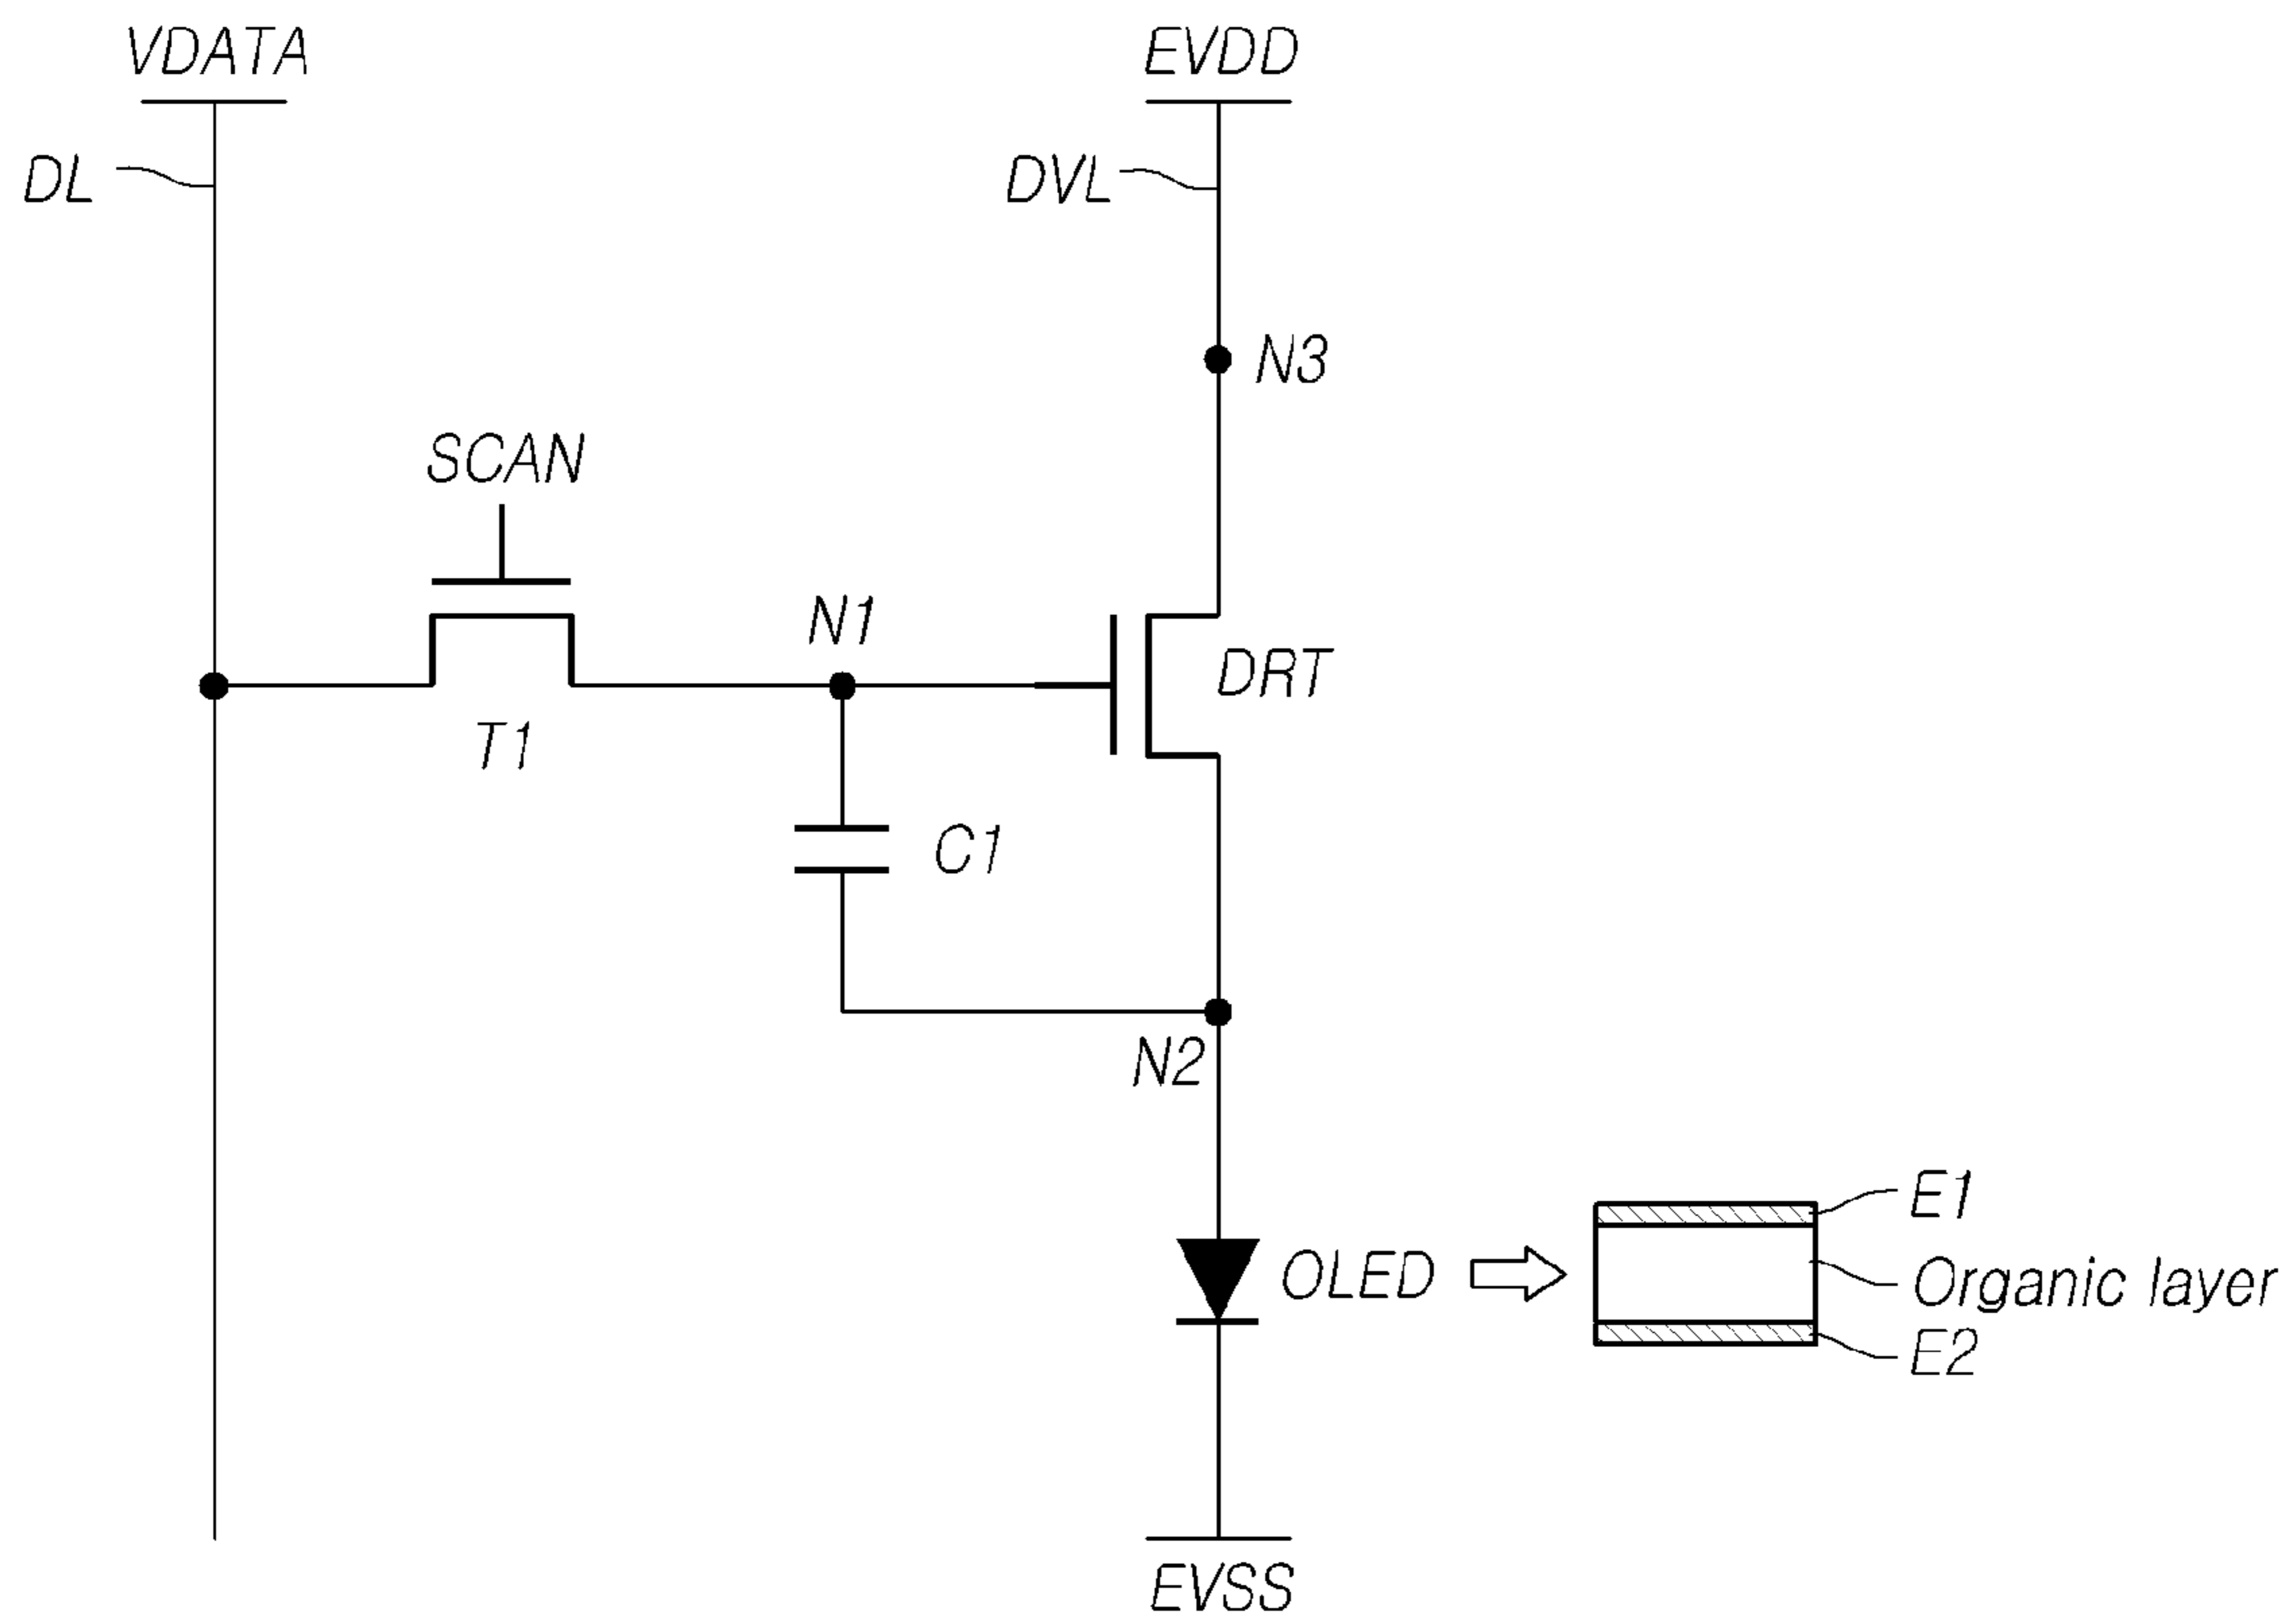 VDATA
EVDD
DL
DVL
N3
SCAN
N1
DRT
T1
C1
N2
E1
OLED
Organic layer
E2
EVSS